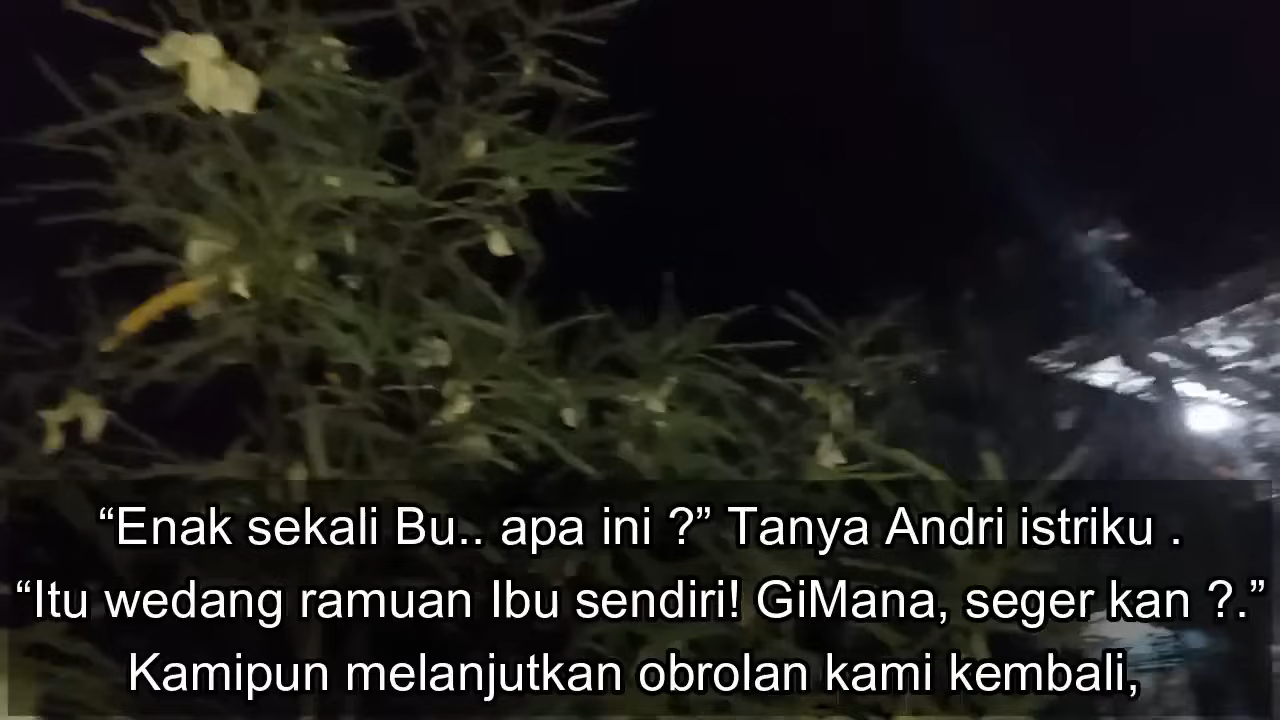 “Enak sekali Bu.. apa ini ?” Tanya Andri istriku .
“Itu wedang ramuan Ibu sendiri! GiMana, seger kan ?.”
Kamipun melanjutkan obrolan kami kembali,